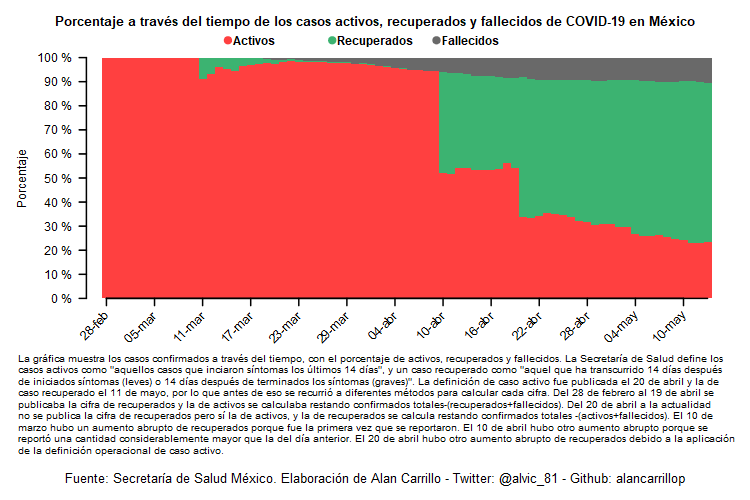 Porcentaje a través del tiempo de los casos activos, recuperados y fallecidos de COVID-19 en México
Activos Recuperados Fallecidos
Porcentaje
100 %
90 %
80 %
70 %
60 %
50 %
40 %
30 %
20 %
10 %
0 %
28-feb
05-mar
11-mar
17-mar
23-mar
29-mar
04-abr
10-abr
16-abr
22-abr
28-abr
04-may
10-may
La gráfica muestra los casos confirmados a través del tiempo, con el porcentaje de activos, recuperados y fallecidos. La Secretaría de Salud define los
casos activos como "aquellos casos que inciaron síntomas los últimos 14 días", y un caso recuperado como "aquel que ha transcurrido 14 días después
de iniciados síntomas (leves) o 14 días después de terminados los síntomas (graves)". La definición de caso activo fue publicada el 20 de abril y la de
caso recuperado el 11 de mayo, por lo que antes de eso se recurrió a diferentes métodos para calcular cada cifra. Del 28 de febrero al 19 de abril se
publicaba la cifra de recuperados y la de activos se calculaba restando confirmados totales-(recuperados+fallecidos). Del 20 de abril a la actualidad
no se publica la cifra de recuperados pero sí la de activos, y la de recuperados se calcula restando confirmados totales -(activos+fallecidos). El 10 de
marzo hubo un aumento abrupto de recuperados porque fue la primera vez que se reportaron. El 10 de abril hubo otro aumento abrupto porque se
reportó una cantidad considerablemente mayor que la del día anterior. El 20 de abril hubo otro aumento abrupto de recuperados debido a la aplicación
de la definición operacional de caso activo.
Fuente: Secretaría de Salud México. Elaboración de Alan Carrillo - Twitter: @alvic_81 - Github: alancarrillop